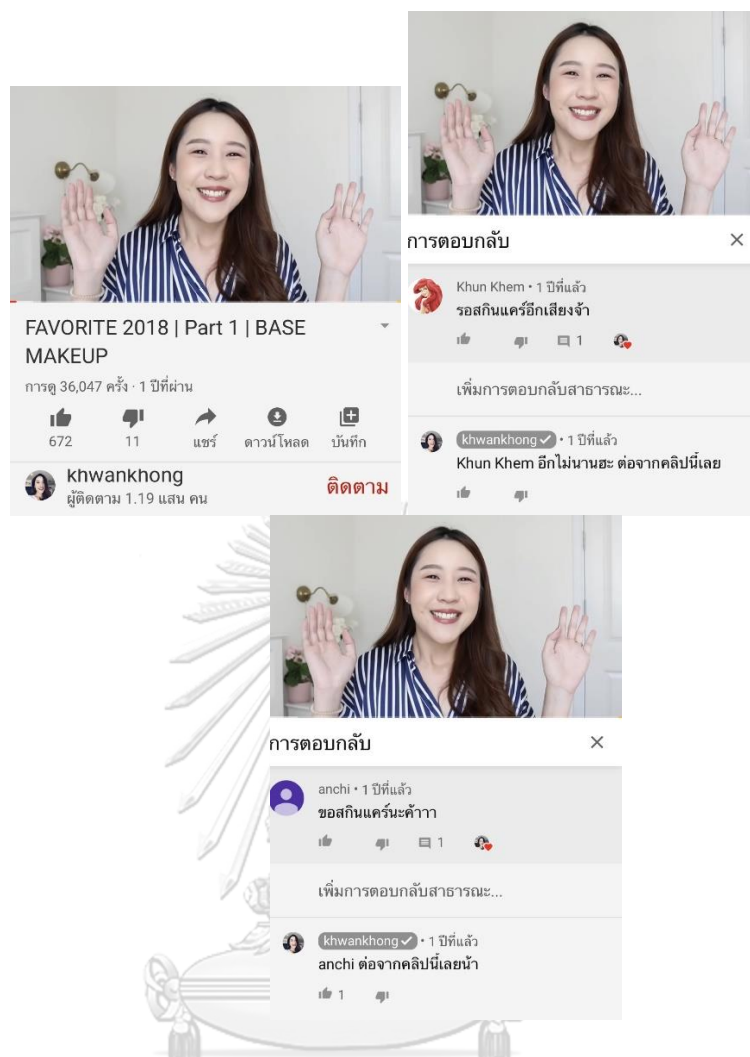 FAVORITE 2018 | Part 1 | BASE
MAKEUP
การดู 36,047 ครั้ง · 1 ปีที่ผ่าน
672
11
แชร์
ดาวน์โหลด
บันทึก
khwankhong
ผู้ติดตาม 1.19 แสน คน
ติดตาม
การตอบกลับ
Khun Khem • 1 ปีที่แล้ว
รอสกินแคร์อีกเสียงจ้า
1
เพิ่มการตอบกลับสาธารณะ...
khwankhong • 1 ปีที่แล้ว
Khun Khem อีกไม่นานฮะ ต่อจากคลิปนี้เลย
การตอบกลับ
anchi • 1 ปีที่แล้ว
ขอสกินแคร์นะค้าาา
1
เพิ่มการตอบกลับสาธารณะ...
khwankhong • 1 ปีที่แล้ว
anchi ต่อจากคลิปนี้เลยน้า
1